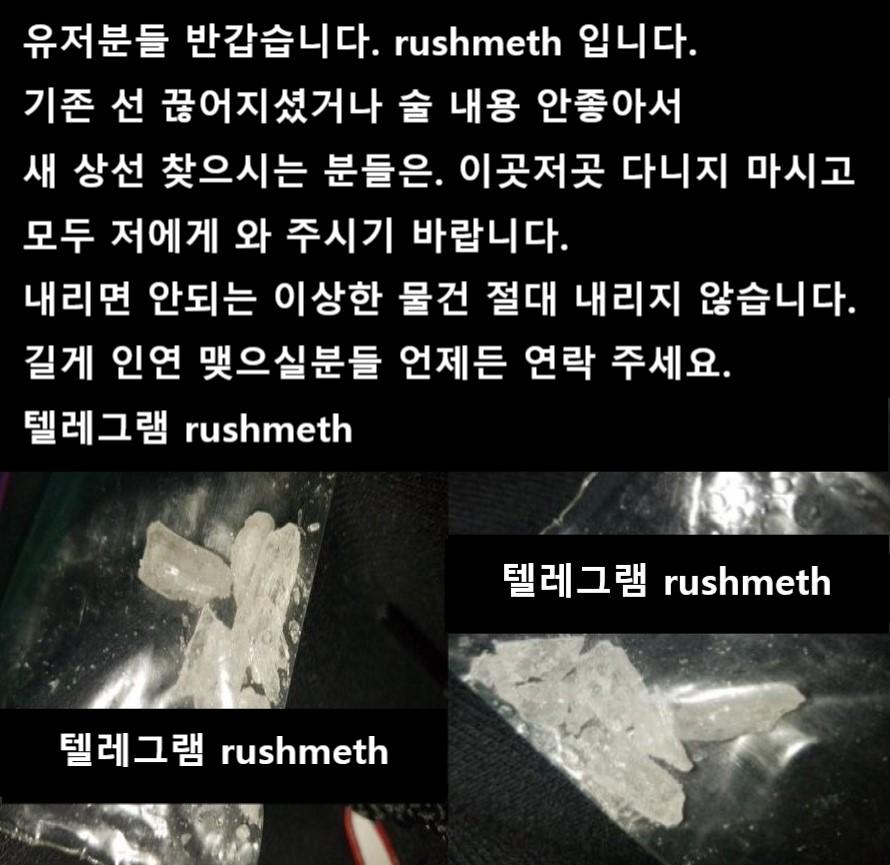 유저분들 반갑습니다. rushmeth 입니다.
기존 선 끊어지셨거나 술 내용 안좋아서
새 상선 찾으시는 분들은. 이곳저곳 다니지 마시고
모두 저에게 와 주시기 바랍니다.
내리면 안되는 이상한 물건 절대 내리지 않습니다.
길게 인연 맺으실분들 언제든 연락 주세요.
텔레그램 rushmeth
텔레그램 rushmeth
텔레그램 rushmeth